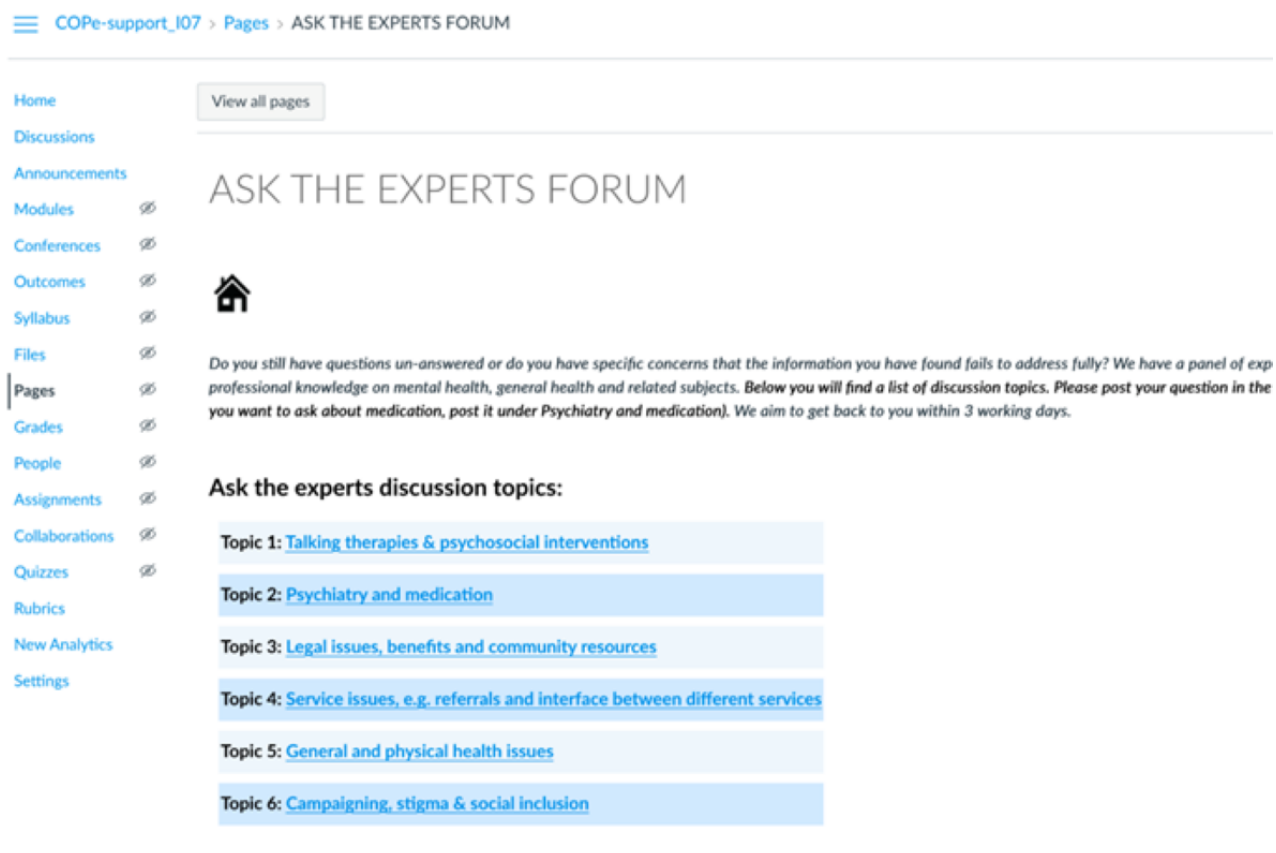 COPe-support_I07 > Pages > ASK THE EXPERTS FORUM
Home
Discussions
Announcements
Modules
Conferences
Outcomes
Syllabus
Files
Pages
Grades
People
Assignments
Collaborations
Quizzes
Rubrics
New Analytics
Settings
View all pages
ASK THE EXPERTS FORUM
Do you still have questions un-answered or do you have specific concerns that the information you have found fails to address fully? We have a panel of exp
professional knowledge on mental health, general health and related subjects. Below you will find a list of discussion topics. Please post your question in the
you want to ask about medication, post it under Psychiatry and medication). We aim to get back to you within 3 working days.
Ask the experts discussion topics:
Topic 1: Talking therapies & psychosocial interventions
Topic 2: Psychiatry and medication
Topic 3: Legal issues, benefits and community resources
Topic 4: Service issues, e.g. referrals and interface between different services
Topic 5: General and physical health issues
Topic 6: Campaigning, stigma & social inclusion